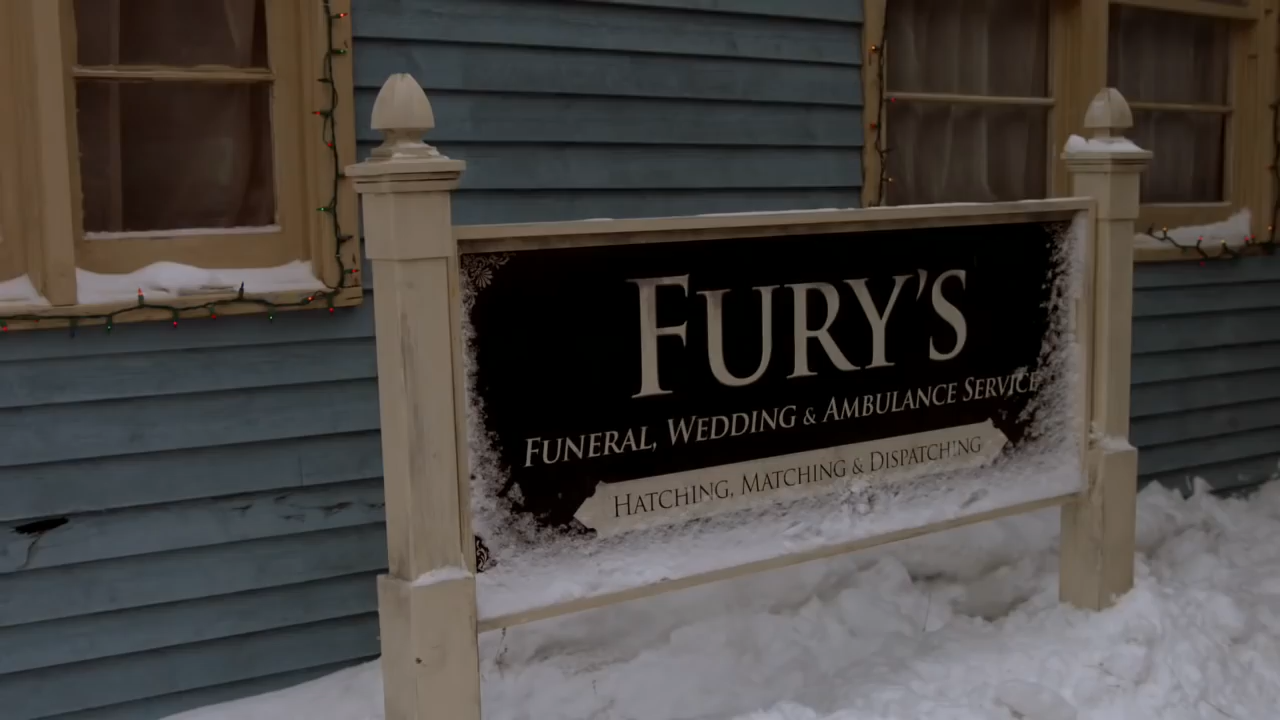 FURY'S
FUNERAL, WEDDING & AMBULANCE SERVICE
HATCHING, MATCHING & DISPATCHING